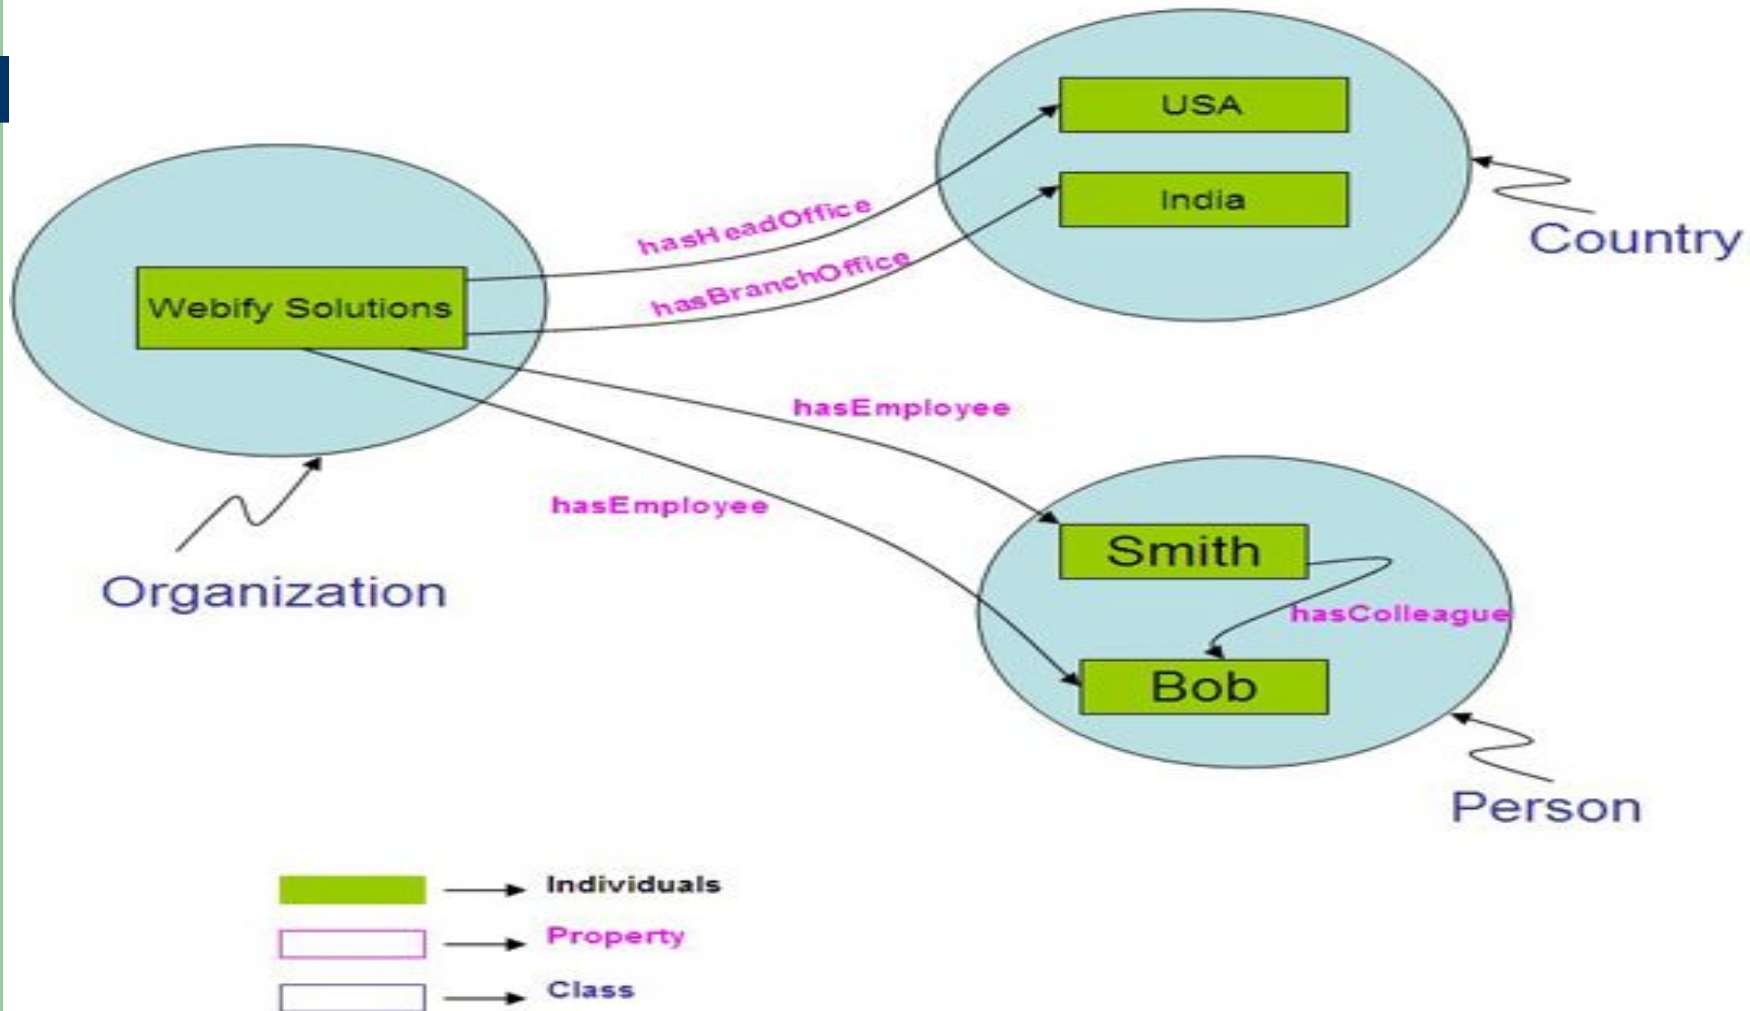 USA
India
Country
hasHeadOffice
hasBranchOffice
Webify Solutions
hasEmployee
hasEmployee
Organization
Smith
hasColleague
Bob
Person
Individuals
Property
Class